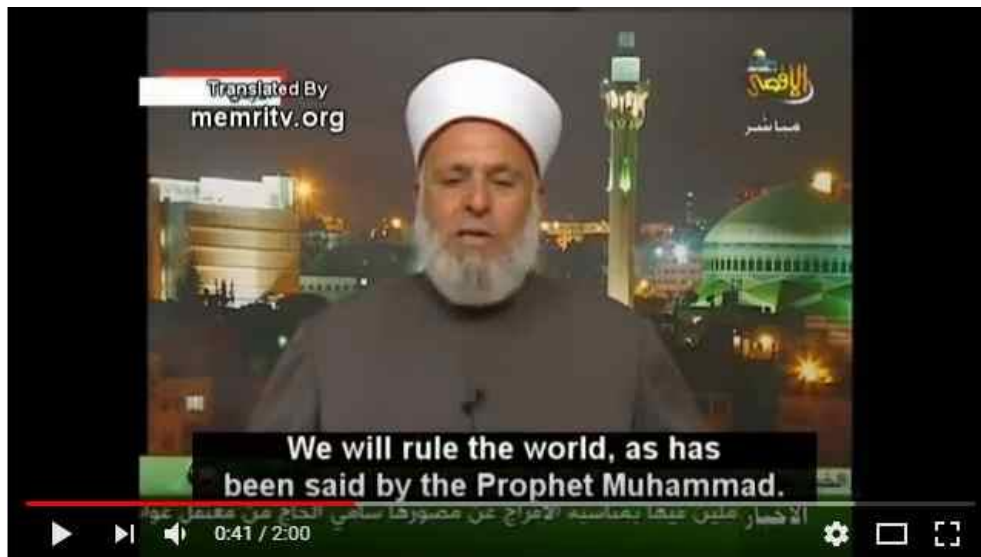 Translated By
memritv.org
الأقصى
مباشر
We will rule the world, as has
been said by the Prophet Muhammad.
الأخبار
0:41 / 2:00